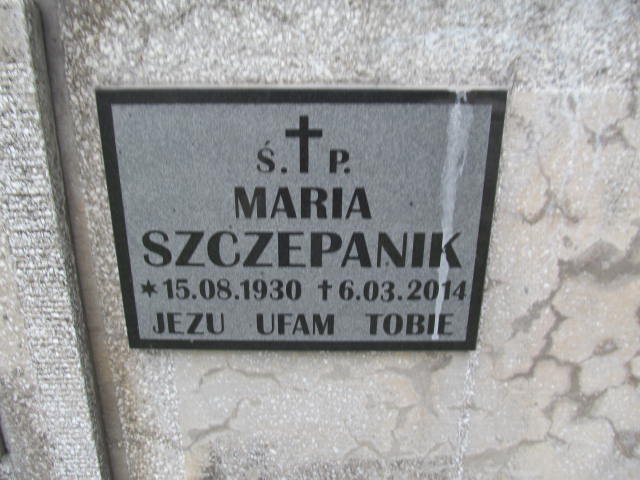 Ś. P.
MARIA
SZCZEPANIK
*15.08.1930 †6.03.2014
JEZU UFAM TOBIE